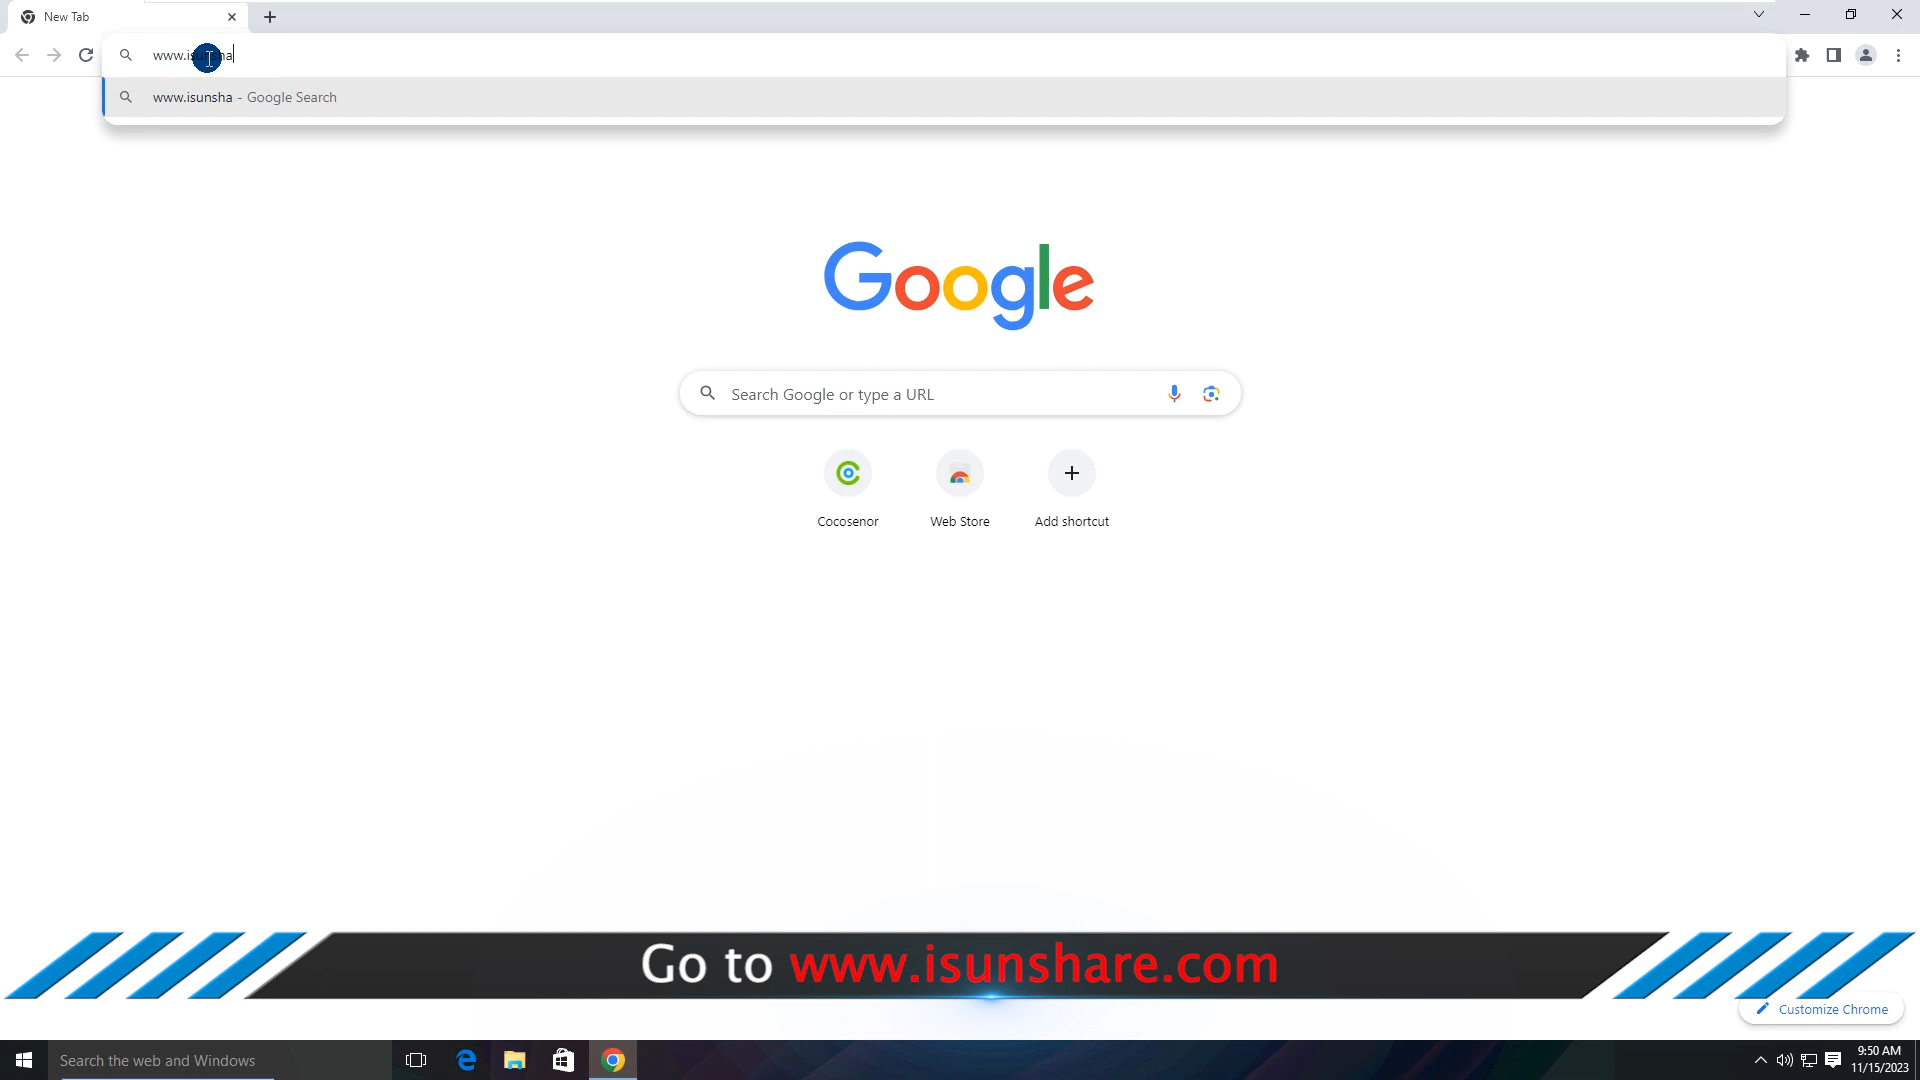 New Tab
www.isunsha
www.isunsha - Google Search
Google
Search Google or type a URL
Cocosenor
Web Store
Add shortcut
Go to www.isunshare.com
Customize Chrome
Search the web and Windows
9:50 AM
11/15/2023